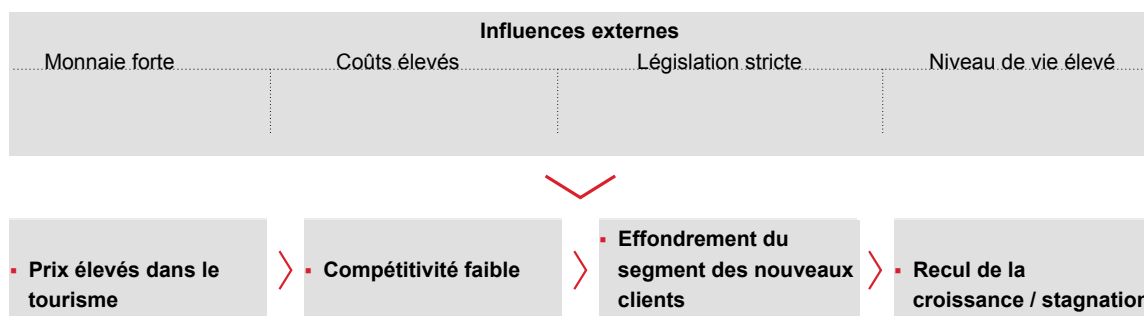 Influences externes
Monnaie forte Coûts élevés Législation stricte Niveau de vie élevé
▪ Prix élevés dans le
tourisme
▪ Compétitivité faible
▪ Effondrement du
segment des nouveaux
clients
▪ Recul de la
croissance / stagnation